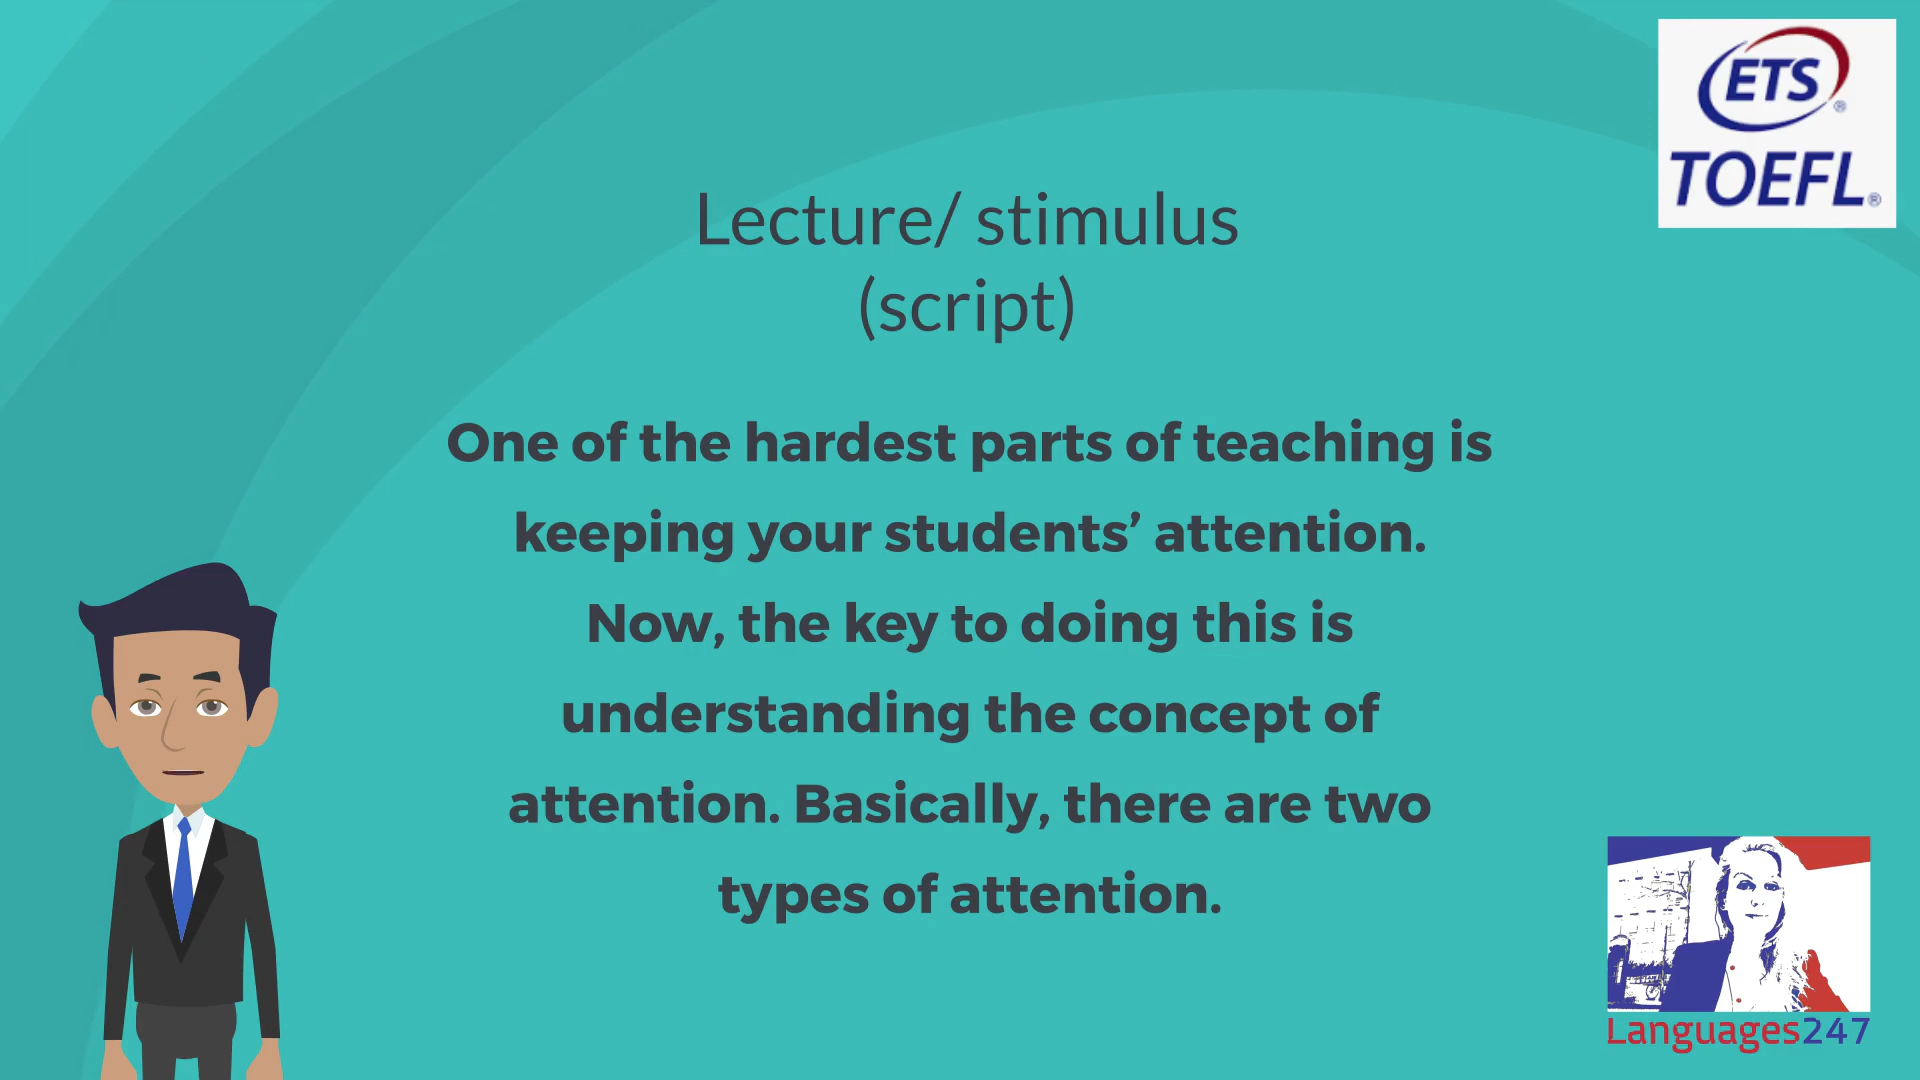 ETS
TOEFL
Lecture/ stimulus
(script)
One of the hardest parts of teaching is
keeping your students’ attention.
Now, the key to doing this is
understanding the concept of
attention. Basically, there are two
types of attention.
Languages247